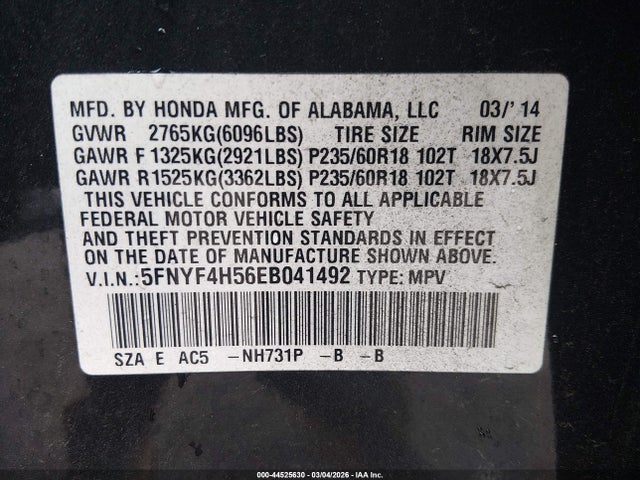 MFD. BY HONDA MFG. OF ALABAMA, LLC 03/'14
GVWR 2765KG(6096LBS) TIRE SIZE RIM SIZE
GAWR F 1325KG(2921LBS) P235/60R18 102T 18X7.5J
GAWR R1525KG(3362LBS) P235/60R18 102T 18X7.5J
THIS VEHICLE CONFORMS TO ALL APPLICABLE
FEDERAL MOTOR VEHICLE SAFETY
AND THEFT PREVENTION STANDARDS IN EFFECT
ON THE DATE OF MANUFACTURE SHOWN ABOVE.
V.I.N.:5FNYF4H56EB041492 TYPE: MPV
SZA E AC5 -NH731P -B -B
000-44525630 - 03/04/2026 - IAA Inc.